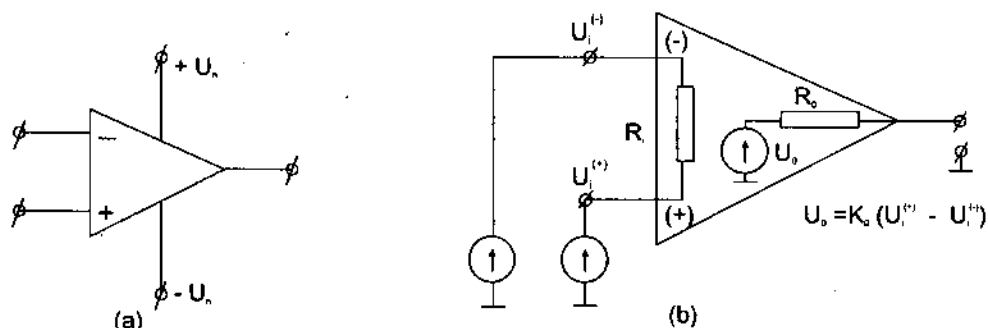 + Uₙ
−
+
- Uₙ
(a)
Uᵢ⁽⁻⁾
(-)
R₀
Rᵢ
U₀
Uᵢ⁽⁺⁾
(+)
U₀ =K₀ (Uᵢ⁽⁺⁾ - Uᵢ⁽⁻⁾)
(b)